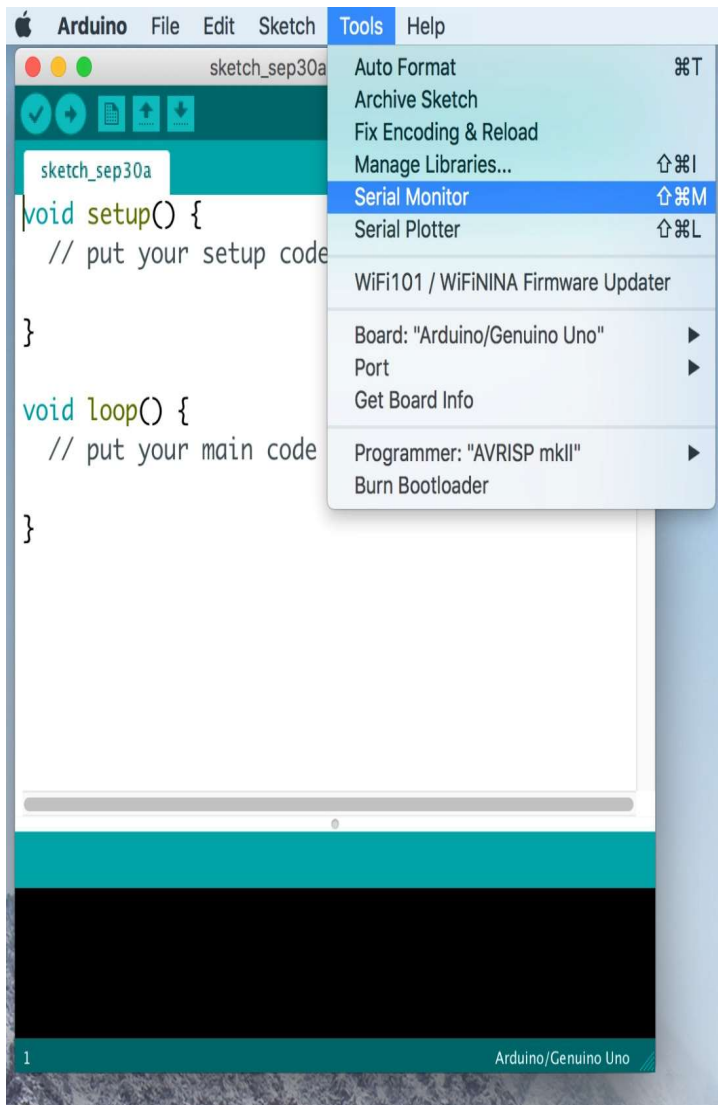 Arduino File Edit Sketch Tools Help
sketch_sep30a
Auto Format ⌘T
Archive Sketch
Fix Encoding & Reload
Manage Libraries... ⇧⌘I
Serial Monitor ⇧⌘M
Serial Plotter ⇧⌘L
WiFi101 / WiFiNINA Firmware Updater
Board: "Arduino/Genuino Uno"
Port
Get Board Info
Programmer: "AVRISP mkII"
Burn Bootloader
sketch_sep30a
void setup() {
// put your setup code
}
void loop() {
// put your main code
}
1 Arduino/Genuino Uno